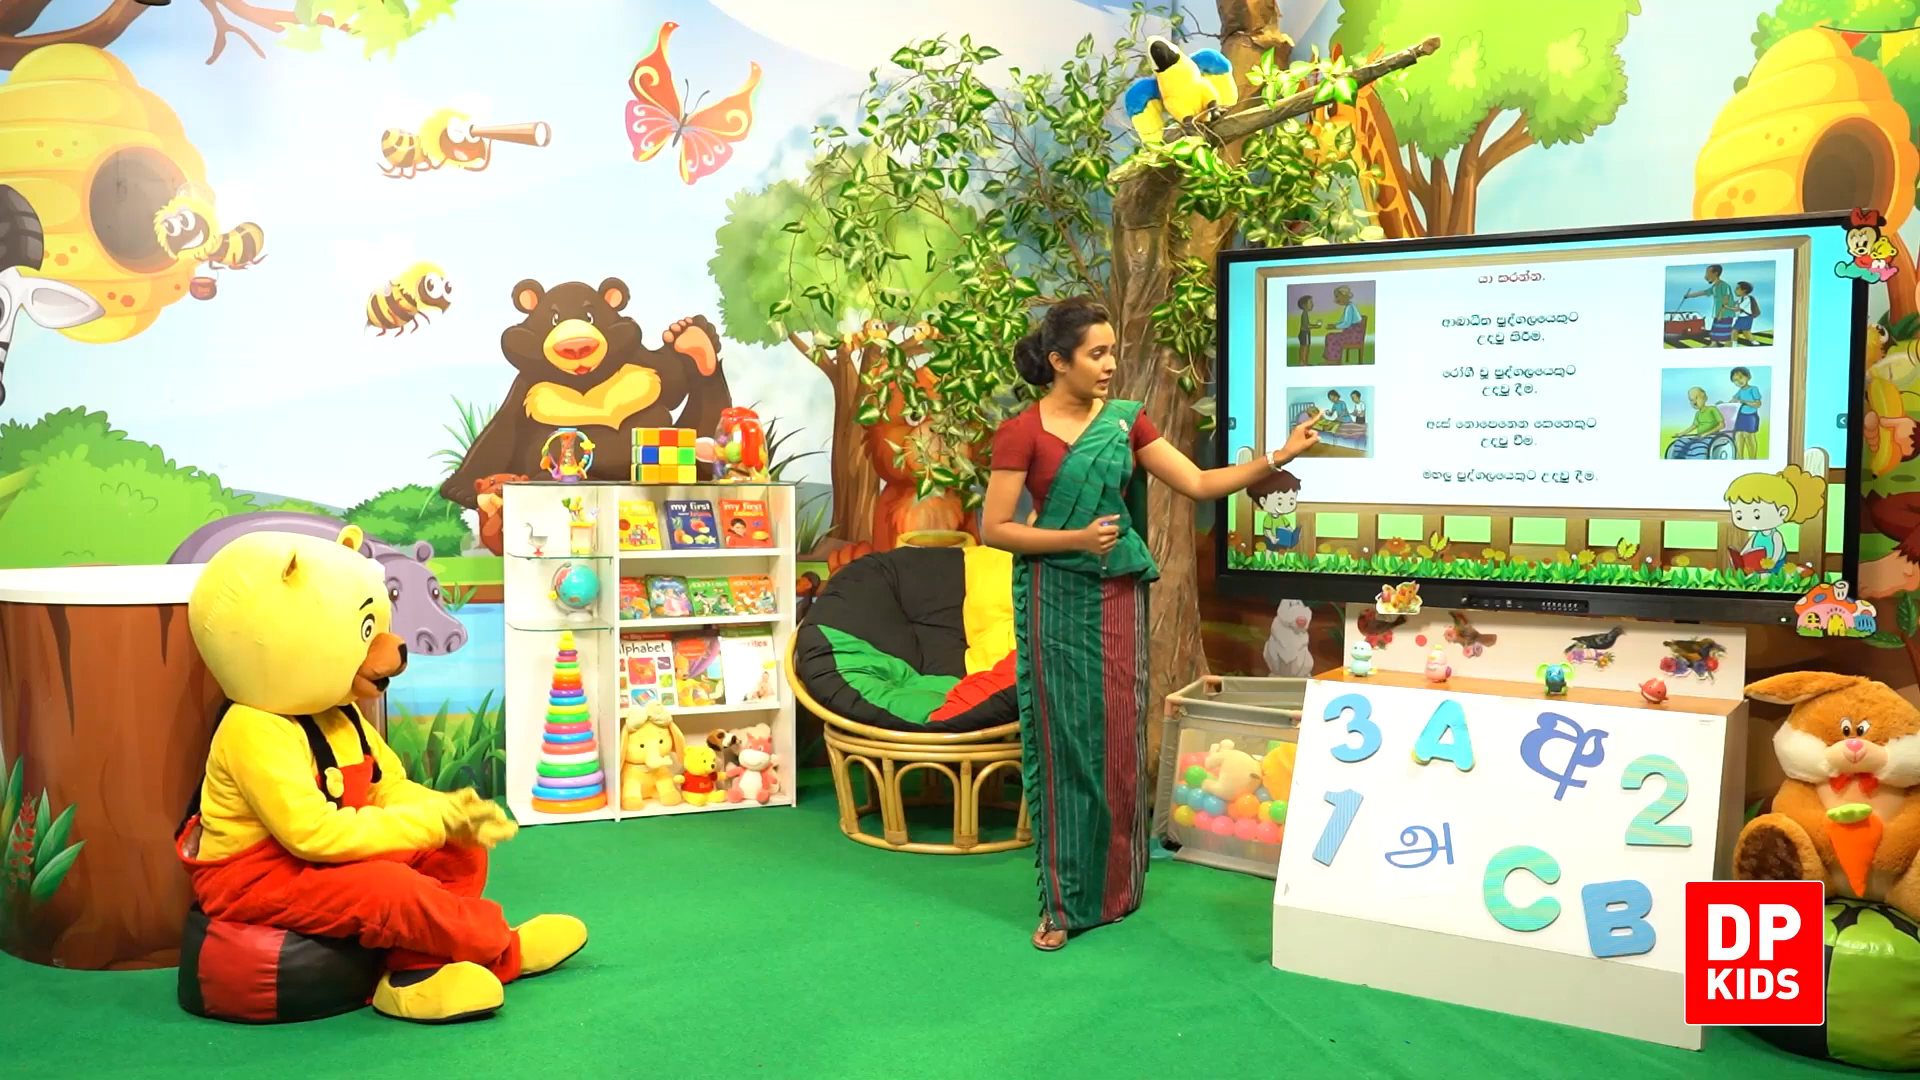 යා කරන්න.
ආබාධිත පුද්ගලයෙකුට
උදවු කිරීම.
රෝගී වූ පුද්ගලයෙකුට
උදවු දීම.
ඇස් නොපෙනෙන කෙනෙකුට
උදවු වීම.
මහලු පුද්ගලයෙකුට උදවු දීම.
my first
my first
alphabet
3 A අ 2
1 அ C B
DP
KIDS